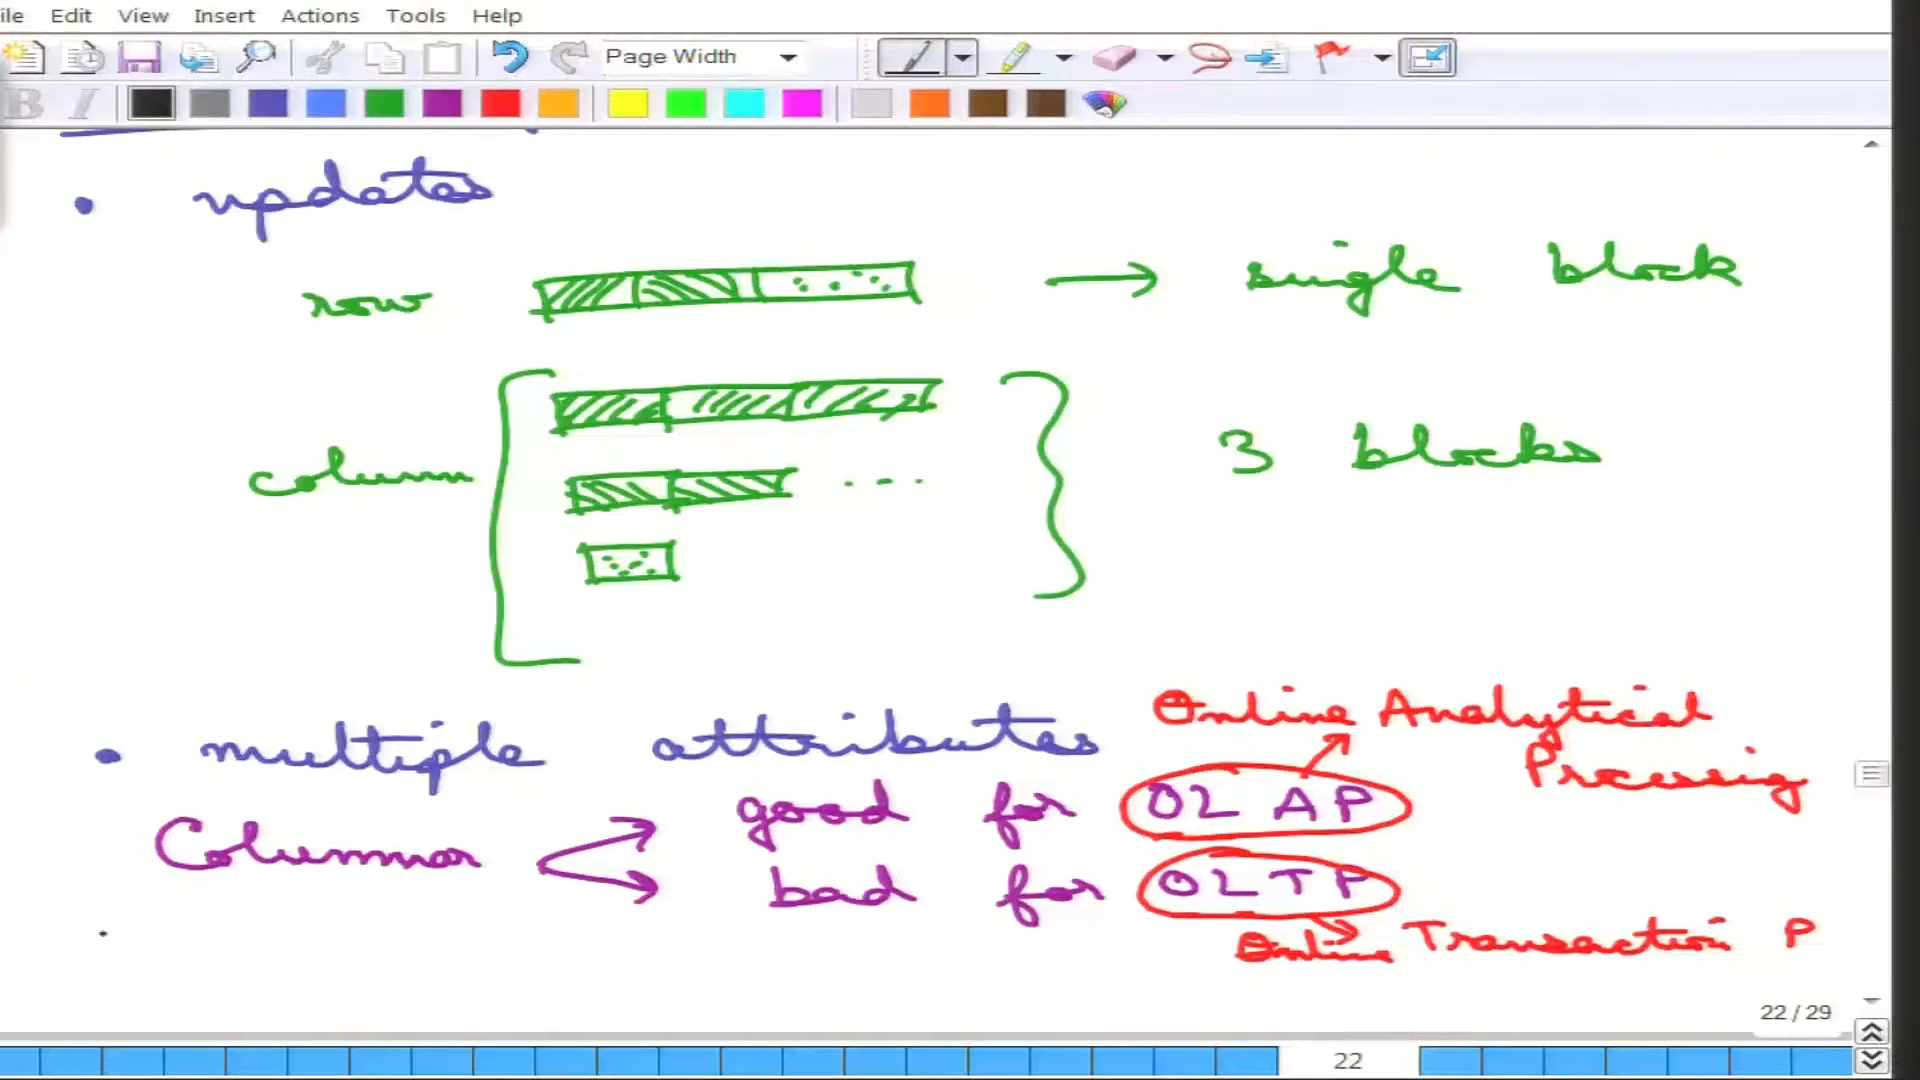 ile Edit View Insert Actions Tools Help
Page Width
B I
• updates
row → single block
column 3 blocks
• multiple attributes
Online Analytical Processing
Columnar good for OLAP
bad for OLTP
Online Transaction P
22 / 29
22